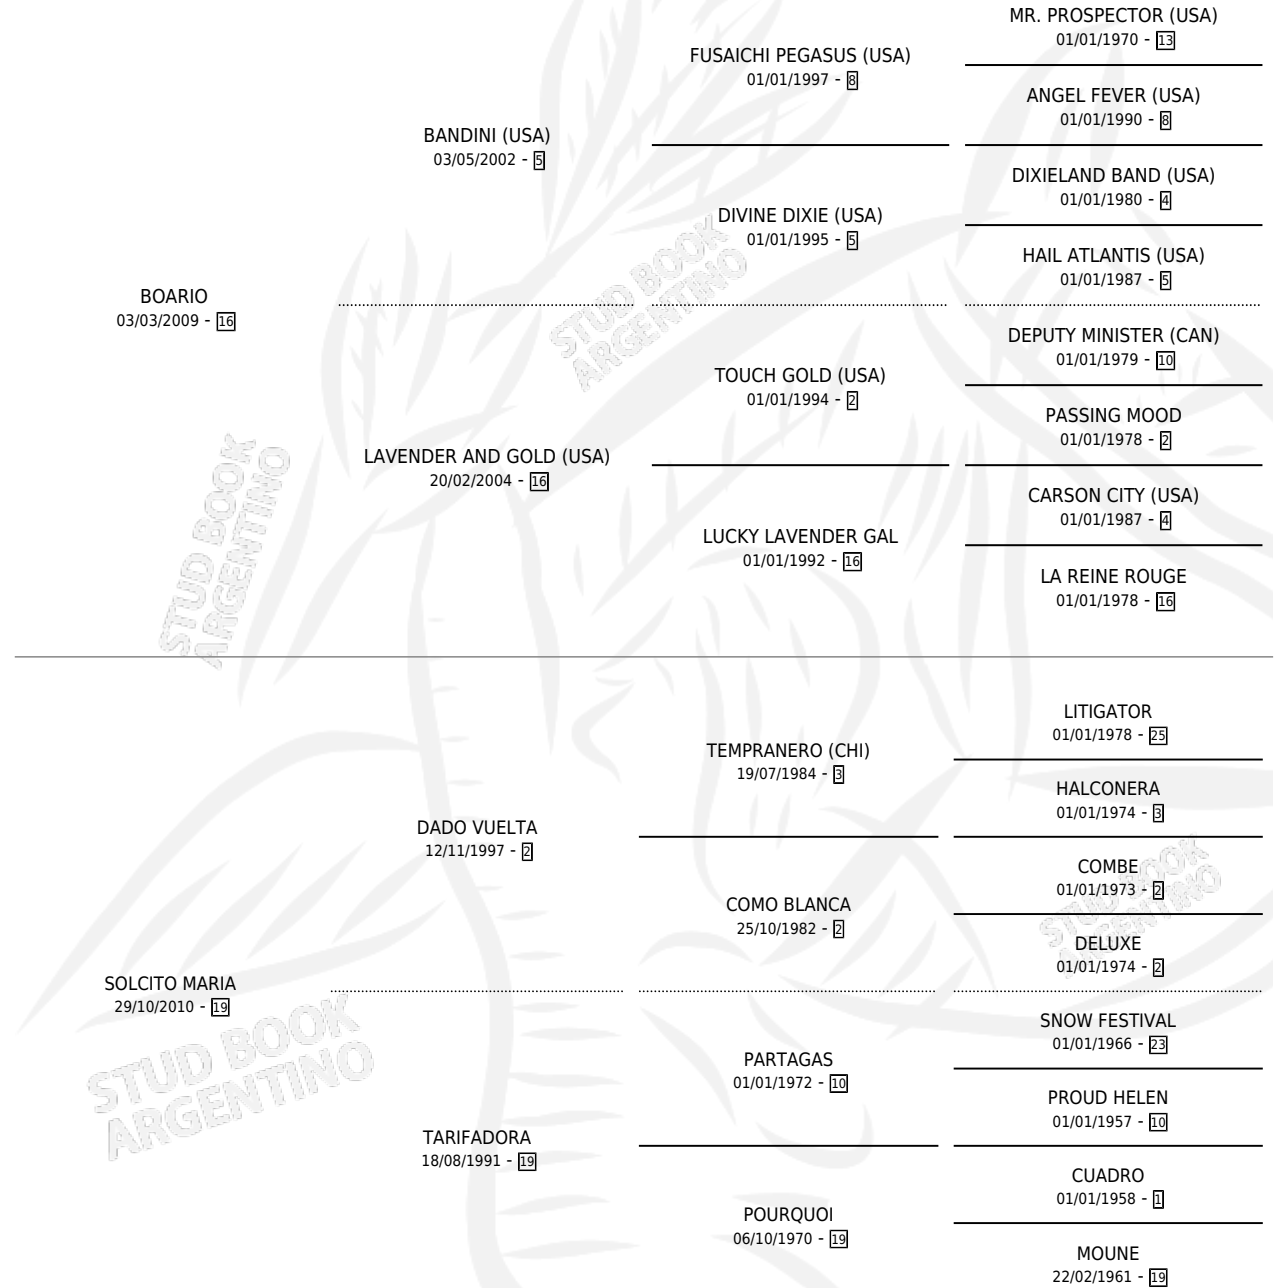 MR. PROSPECTOR (USA)
01/01/1970 - 13
FUSAICHI PEGASUS (USA)
01/01/1997 - 8
ANGEL FEVER (USA)
01/01/1990 - 8
BANDINI (USA)
03/05/2002 - 5
DIXIELAND BAND (USA)
01/01/1980 - 4
DIVINE DIXIE (USA)
01/01/1995 - 5
HAIL ATLANTIS (USA)
01/01/1987 - 5
BOARIO
03/03/2009 - 16
STUD BOOK
ARGENTINO
DEPUTY MINISTER (CAN)
01/01/1979 - 10
TOUCH GOLD (USA)
01/01/1994 - 2
PASSING MOOD
01/01/1978 - 2
LAVENDER AND GOLD (USA)
20/02/2004 - 16
CARSON CITY (USA)
01/01/1987 - 4
LUCKY LAVENDER GAL
01/01/1992 - 16
LA REINE ROUGE
01/01/1978 - 16
STUD BOOK
ARGENTINO
LITIGATOR
01/01/1978 - 25
TEMPRANERO (CHI)
19/07/1984 - 3
HALCONERA
01/01/1974 - 3
DADO VUELTA
12/11/1997 - 2
COMBE
01/01/1973 - 2
COMO BLANCA
25/10/1982 - 2
DELUXE
01/01/1974 - 2
STUD BOOK
ARGENTINO
SOLCITO MARIA
29/10/2010 - 19
SNOW FESTIVAL
01/01/1966 - 23
PARTAGAS
01/01/1972 - 10
PROUD HELEN
01/01/1957 - 10
STUD BOOK
ARGENTINO
TARIFADORA
18/08/1991 - 19
CUADRO
01/01/1958 - 1
POURQUOI
06/10/1970 - 19
MOUNE
22/02/1961 - 19